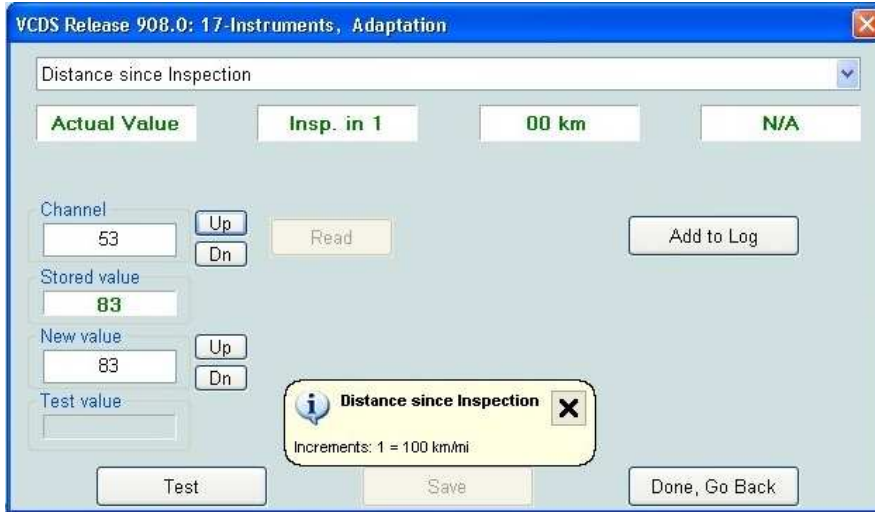 VCDS Release 908.0: 17-Instruments, Adaptation
Distance since Inspection
Actual Value
Insp. in 1
00 km
N/A
Channel
53
Up
Dn
Read
Add to Log
Stored value
83
New value
83
Up
Dn
Test value
Distance since Inspection
Increments: 1 = 100 km/mi
Test
Save
Done, Go Back